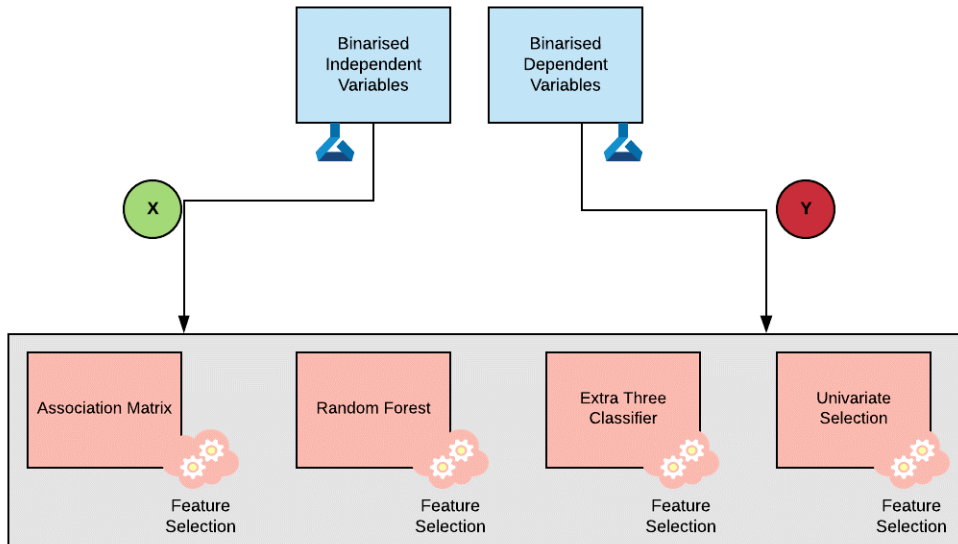 Binarised
Independent
Variables
Binarised
Dependent
Variables
X
Y
Association Matrix
Random Forest
Extra Three
Classifier
Univariate
Selection
Feature
Selection
Feature
Selection
Feature
Selection
Feature
Selection